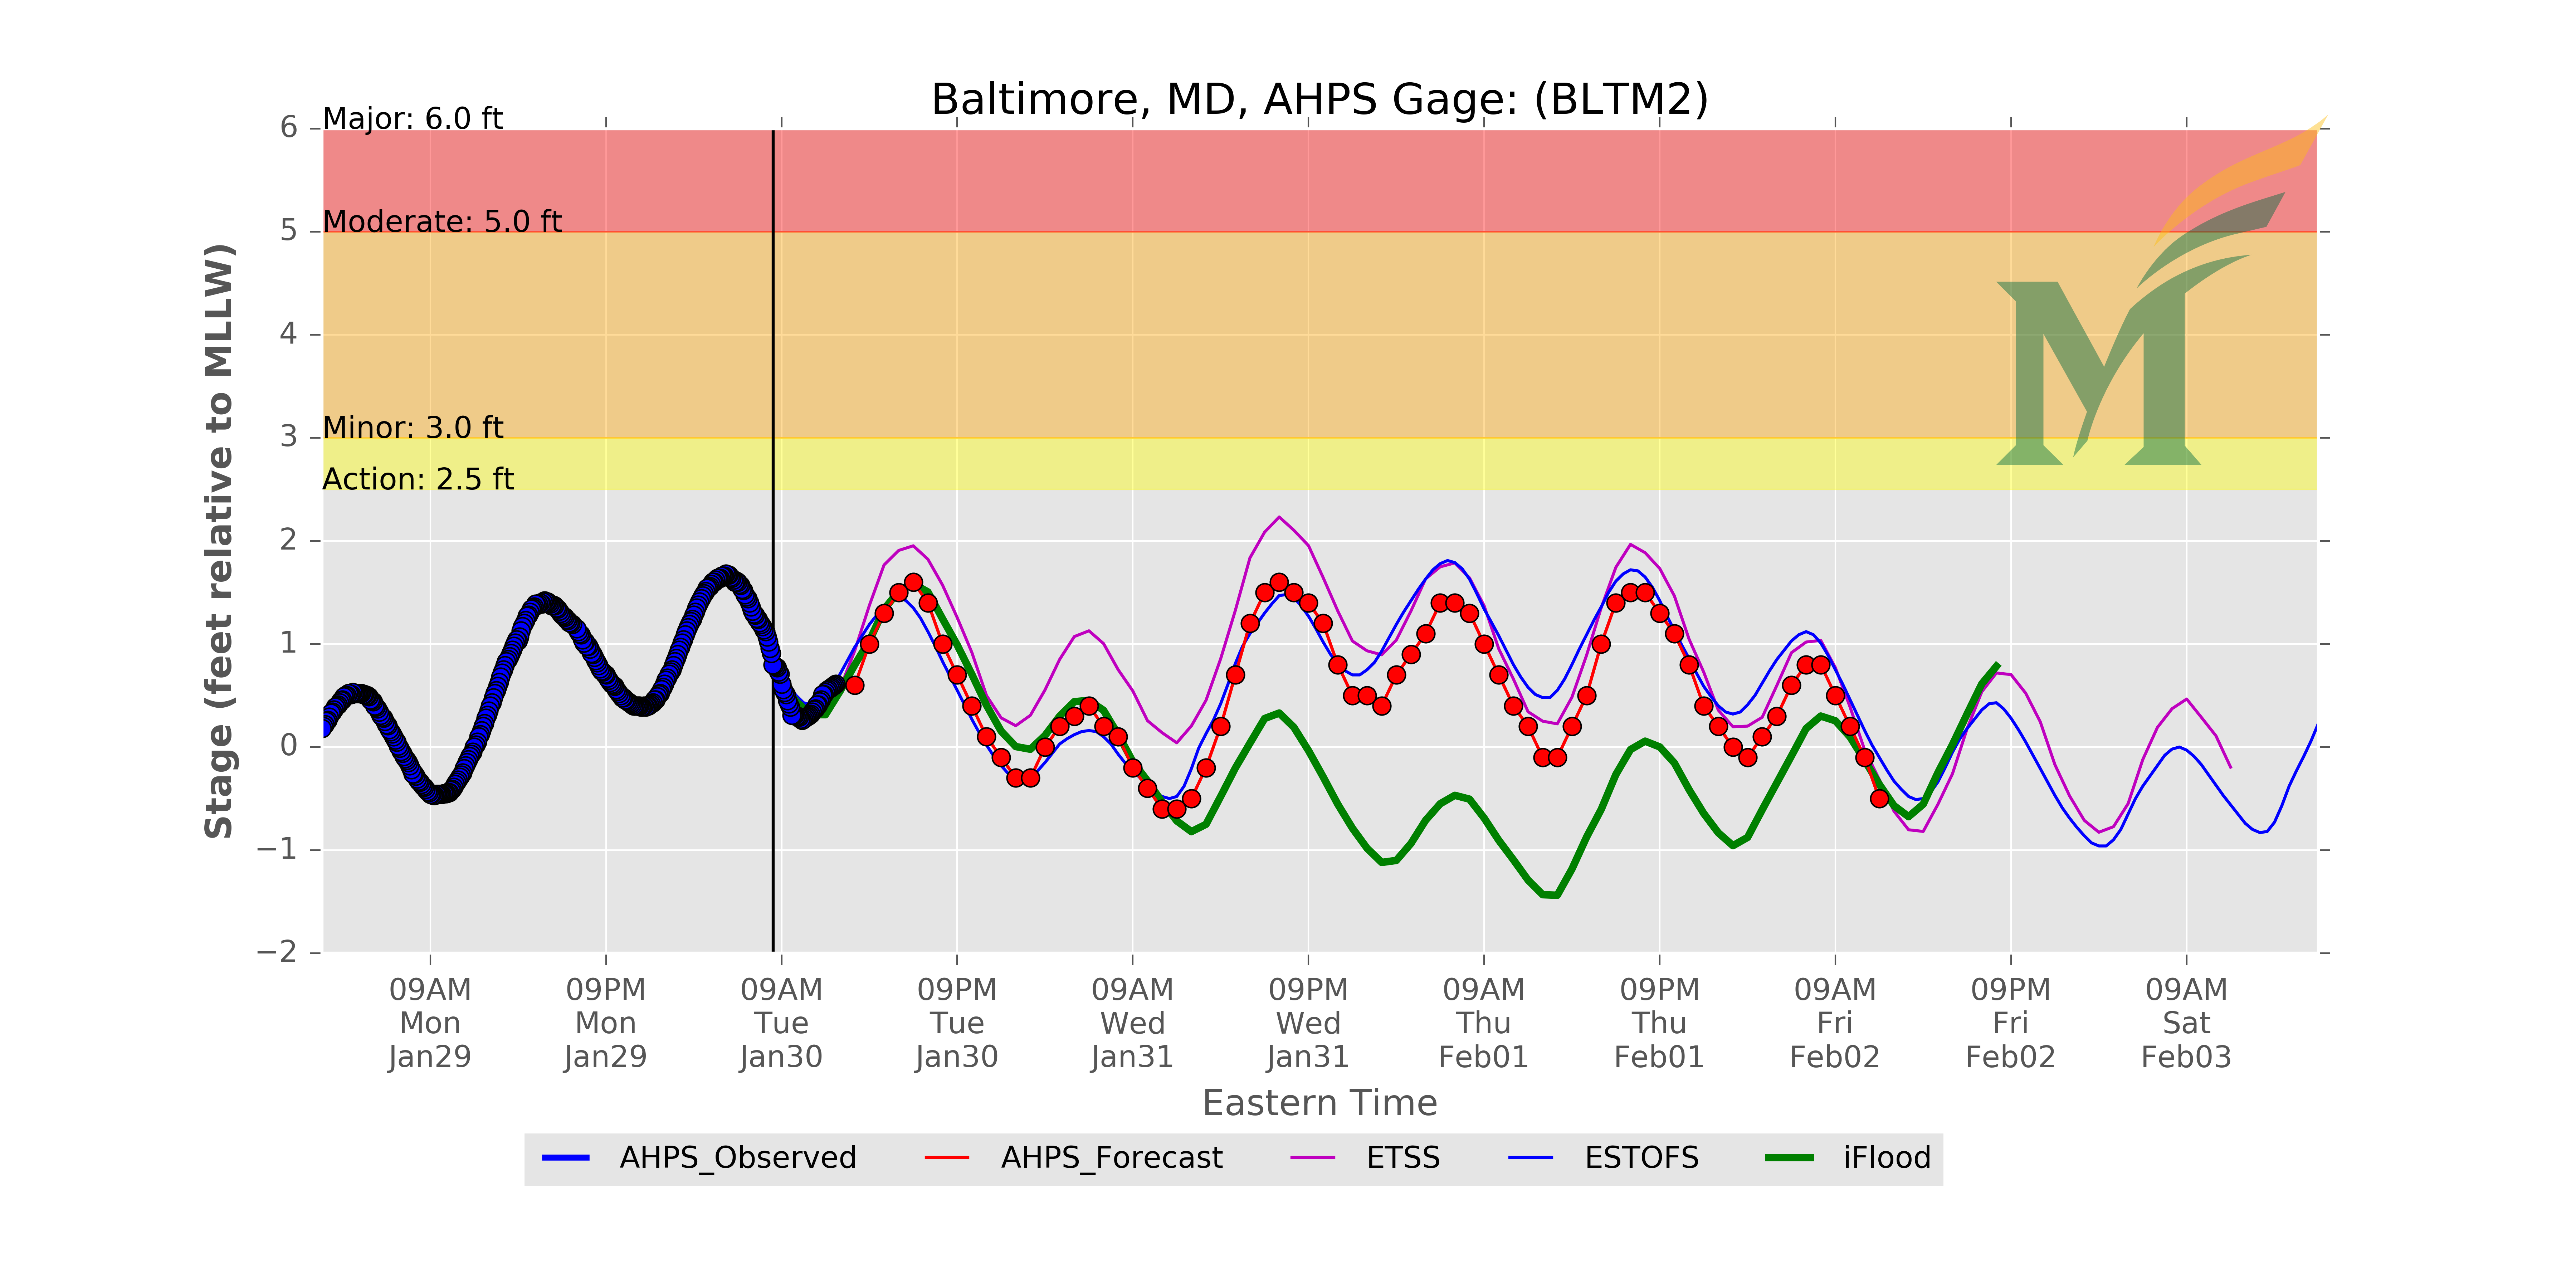 Baltimore, MD, AHPS Gage: (BLTM2)
6
Major: 6.0 ft
5
Moderate: 5.0 ft
4
3
Minor: 3.0 ft
Action: 2.5 ft
2
1
0
−1
−2
Stage (feet relative to MLLW)
09AM 09PM 09AM 09PM 09AM 09PM 09AM 09PM 09AM 09PM 09AM
Mon Mon Tue Tue Wed Wed Thu Thu Fri Fri Sat
Jan29 Jan29 Jan30 Jan30 Jan31 Jan31 Feb01 Feb01 Feb02 Feb02 Feb03
Eastern Time
AHPS_Observed AHPS_Forecast ETSS ESTOFS iFlood
M